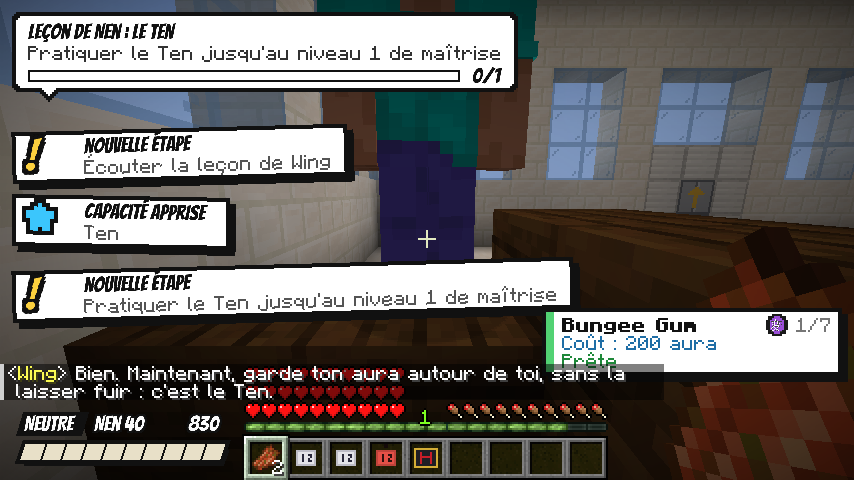 LEÇON DE NEN : LE TEN
Pratiquer le Ten jusqu'au niveau 1 de maîtrise
0/1
NOUVELLE ÉTAPE
Écouter la leçon de Wing
CAPACITÉ APPRISE
Ten
NOUVELLE ÉTAPE
Pratiquer le Ten jusqu'au niveau 1 de maîtrise
Bungee Gum 1/7
Coût : 200 aura
Prête
<Wing> Bien. Maintenant, garde ton aura autour de toi, sans la
laisser fuir : c'est le Ten.
NEUTRE NEN 40 830
1
2 12 12 12 H